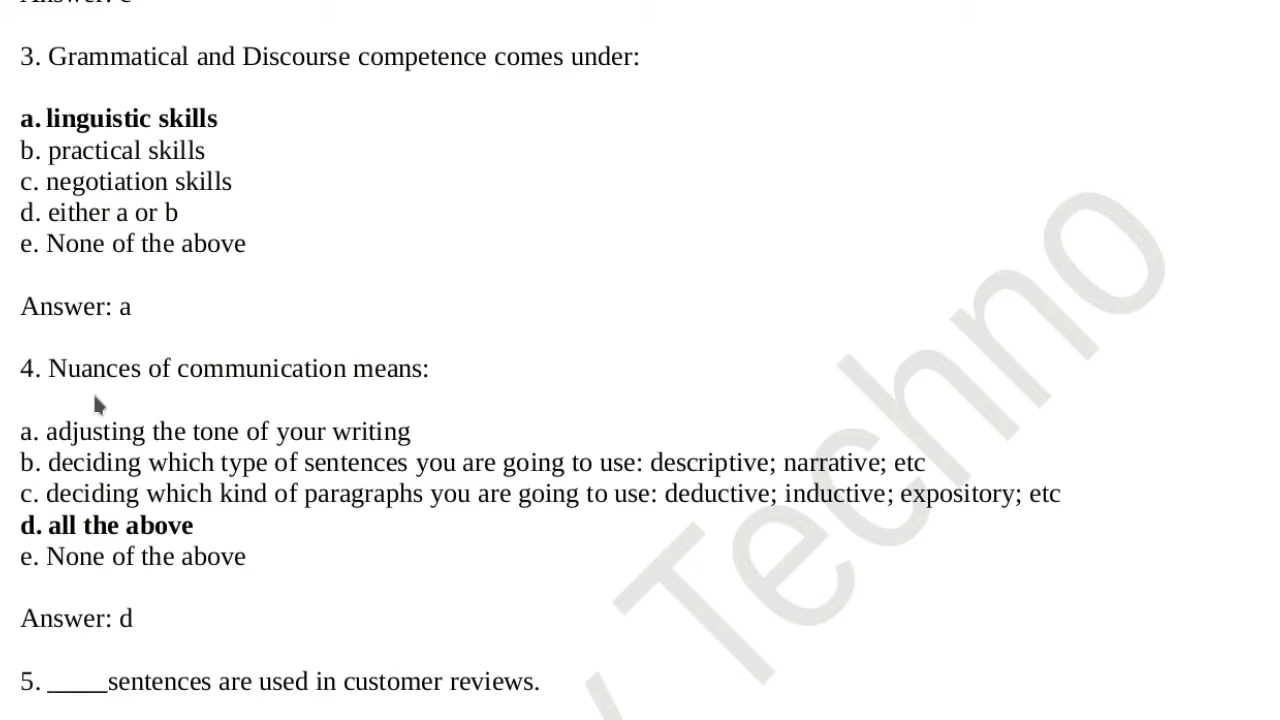 3. Grammatical and Discourse competence comes under:
a. linguistic skills
b. practical skills
c. negotiation skills
d. either a or b
e. None of the above
Answer: a
4. Nuances of communication means:
a. adjusting the tone of your writing
b. deciding which type of sentences you are going to use: descriptive; narrative; etc
c. deciding which kind of paragraphs you are going to use: deductive; inductive; expository; etc
d. all the above
e. None of the above
Answer: d
5. _____sentences are used in customer reviews.
Techno